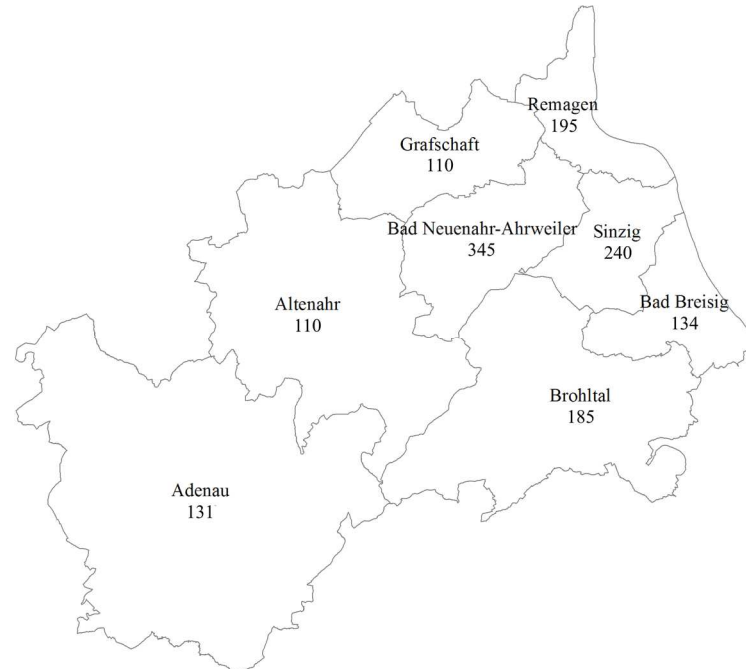 Remagen
195
Grafschaft
110
Bad Neuenahr-Ahrweiler
345
Sinzig
240
Altenahr
110
Bad Breisig
134
Brohltal
185
Adenau
131